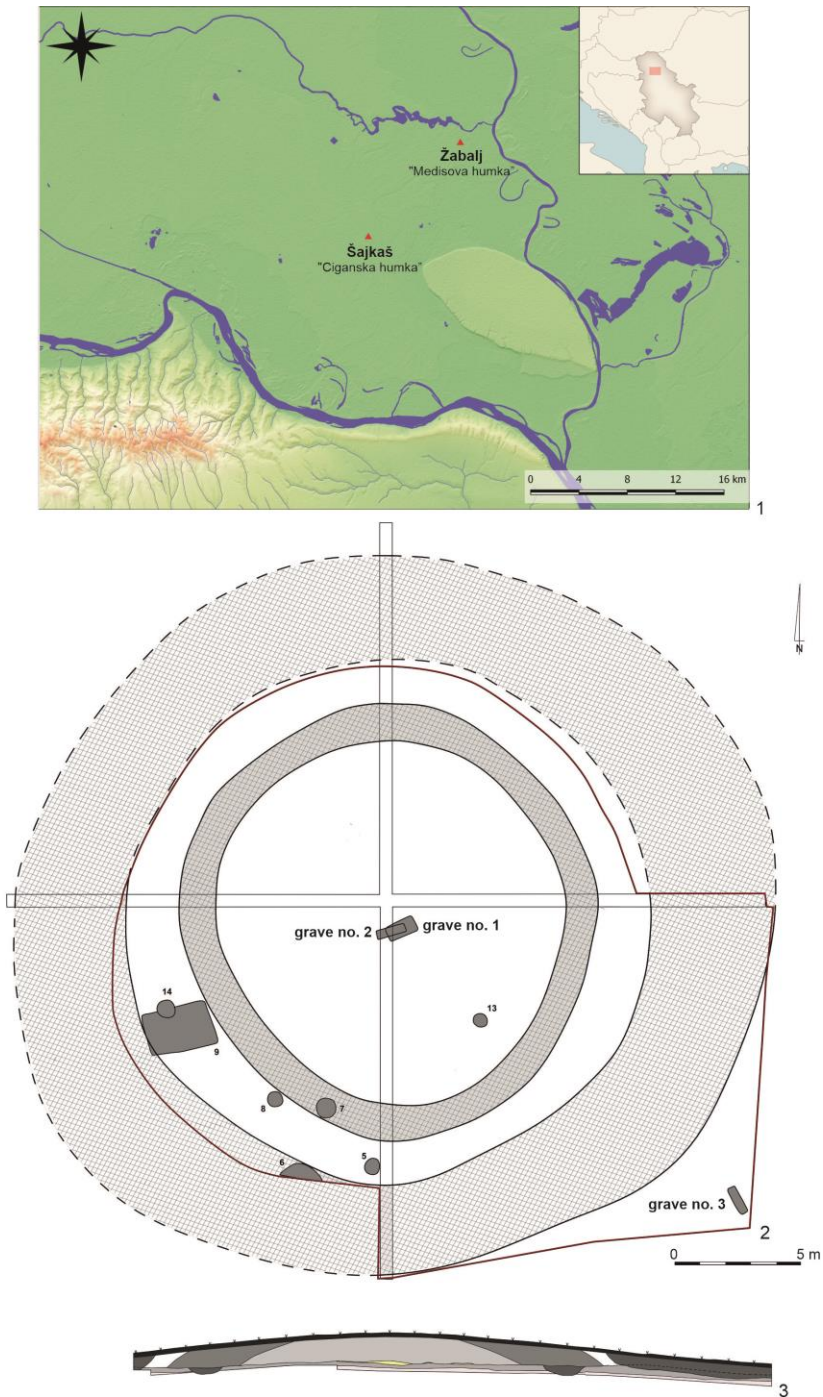 Žabalj
"Medisova humka"
Šajkaš
"Ciganska humka"
0 4 8 12 16 km
1
N
grave no. 2 grave no. 1
14
13
9
8 7
6 5
grave no. 3
2
0 5 m
3